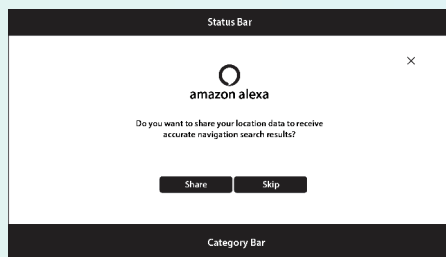 Status Bar
amazon alexa
Do you want to share your location data to receive
accurate navigation search results?
Share Skip
Category Bar